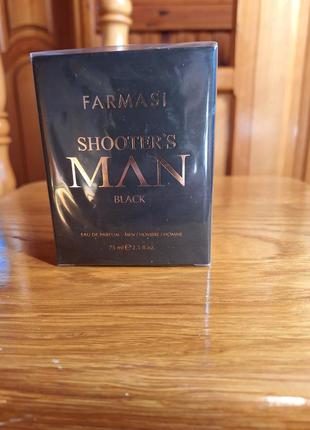 FARMASI
SHOOTER'S
MAN
BLACK
EAU DE PARFUM - MEN / HOMBRE / HOMME
75 ml ℮ 2.5 fl.oz.